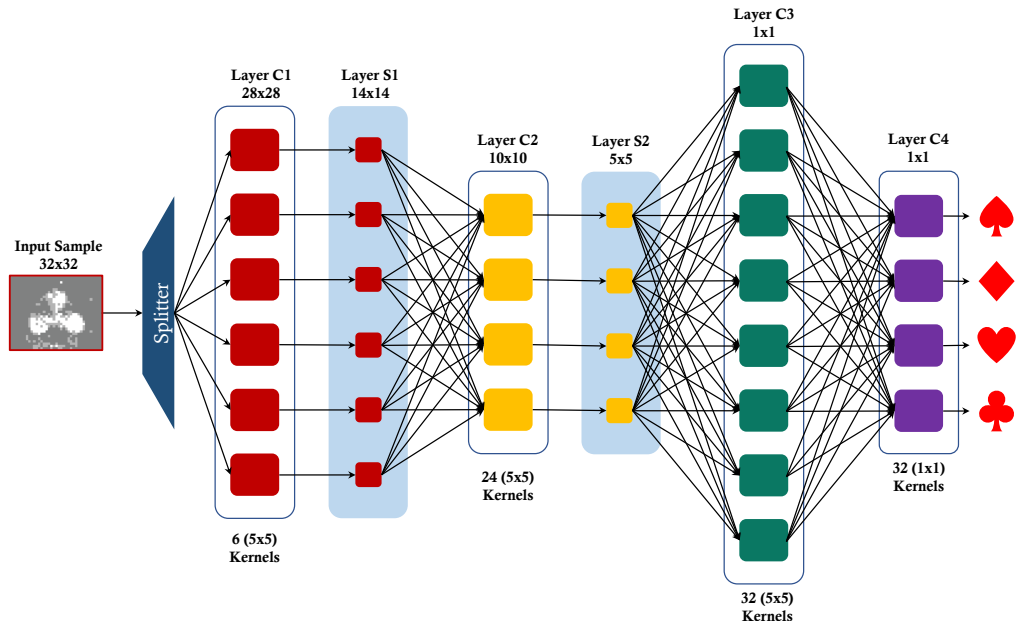 Input Sample
32x32
Splitter
Layer C1
28x28
6 (5x5)
Kernels
Layer S1
14x14
Layer C2
10x10
24 (5x5)
Kernels
Layer S2
5x5
Layer C3
1x1
32 (5x5)
Kernels
Layer C4
1x1
32 (1x1)
Kernels